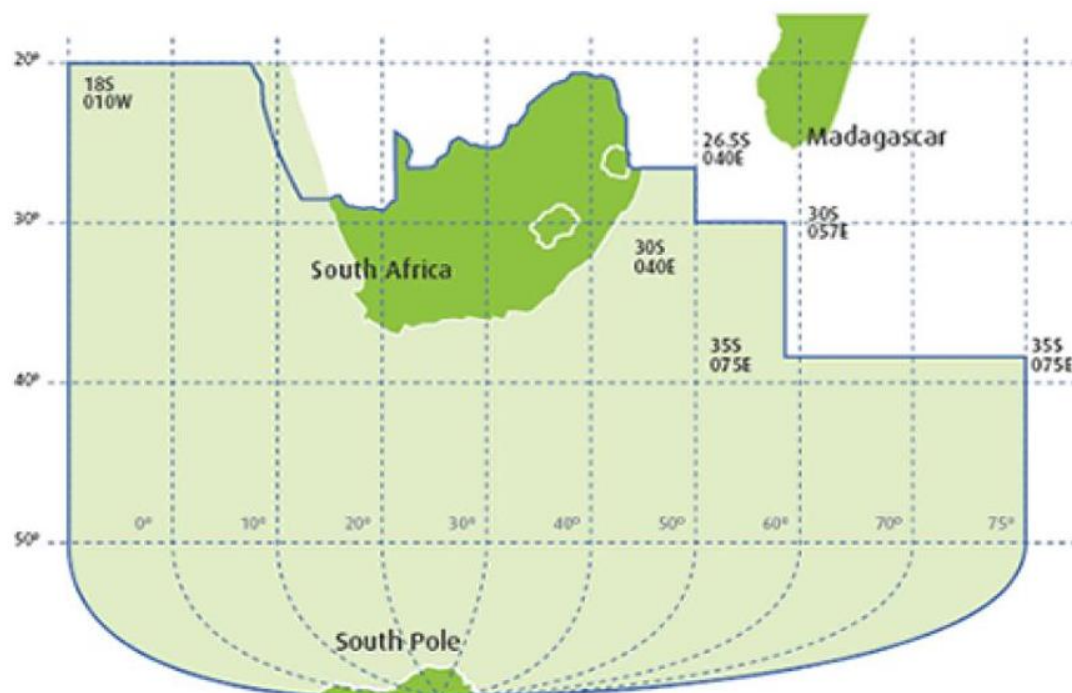 20°
18S
010W
26.5S
040E
Madagascar
30°
30S
057E
30S
040E
South Africa
35S
075E
35S
075E
40°
0°
10°
20°
30°
40°
50°
60°
70°
75°
50°
South Pole